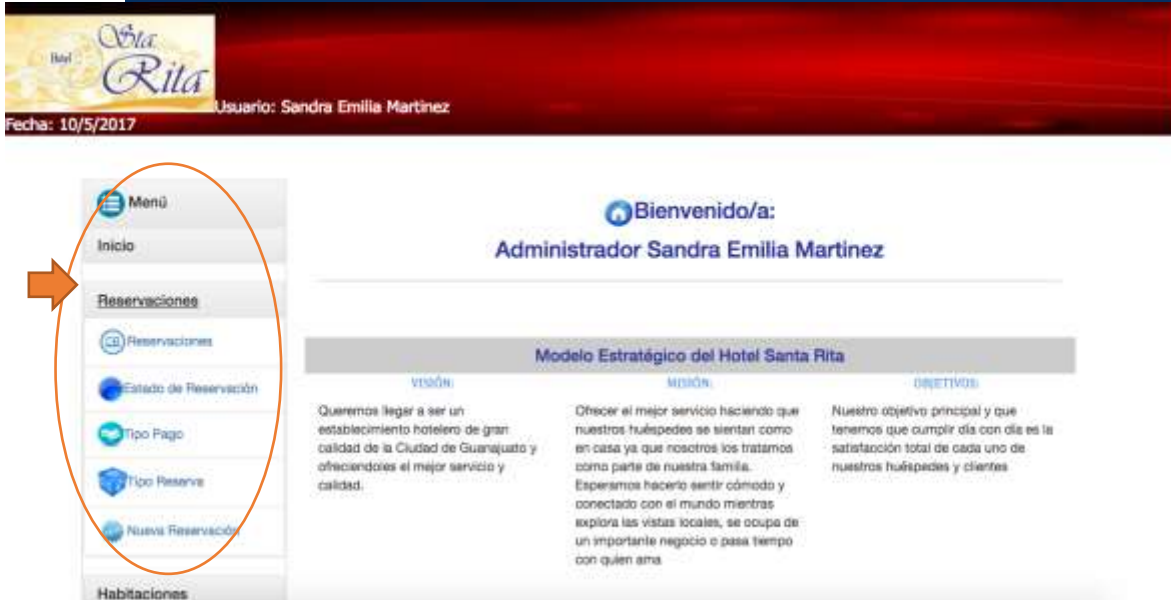 Hotel
Sta.
Rita
Usuario: Sandra Emilia Martinez
Fecha: 10/5/2017
Menú
Inicio
Reservaciones
Reservaciones
Estado de Reservación
Tipo Pago
Tipo Reserva
Nueva Reservación
Habitaciones
Bienvenido/a:
Administrador Sandra Emilia Martinez
Modelo Estratégico del Hotel Santa Rita
VISIÓN:
Queremos llegar a ser un
establecimiento hotelero de gran
calidad de la Ciudad de Guanajuato y
ofreciendoles el mejor servicio y
calidad.
MISIÓN:
Ofrecer el mejor servicio haciendo que
nuestros huéspedes se sientan como
en casa ya que nosotros los tratamos
como parte de nuestra familia.
Esperamos hacerlo sentir cómodo y
conectado con el mundo mientras
explora las vistas locales, se ocupa de
un importante negocio o pasa tiempo
con quien ama
OBJETIVOS:
Nuestro objetivo principal y que
tenemos que cumplir día con día es la
satisfacción total de cada uno de
nuestros huéspedes y clientes